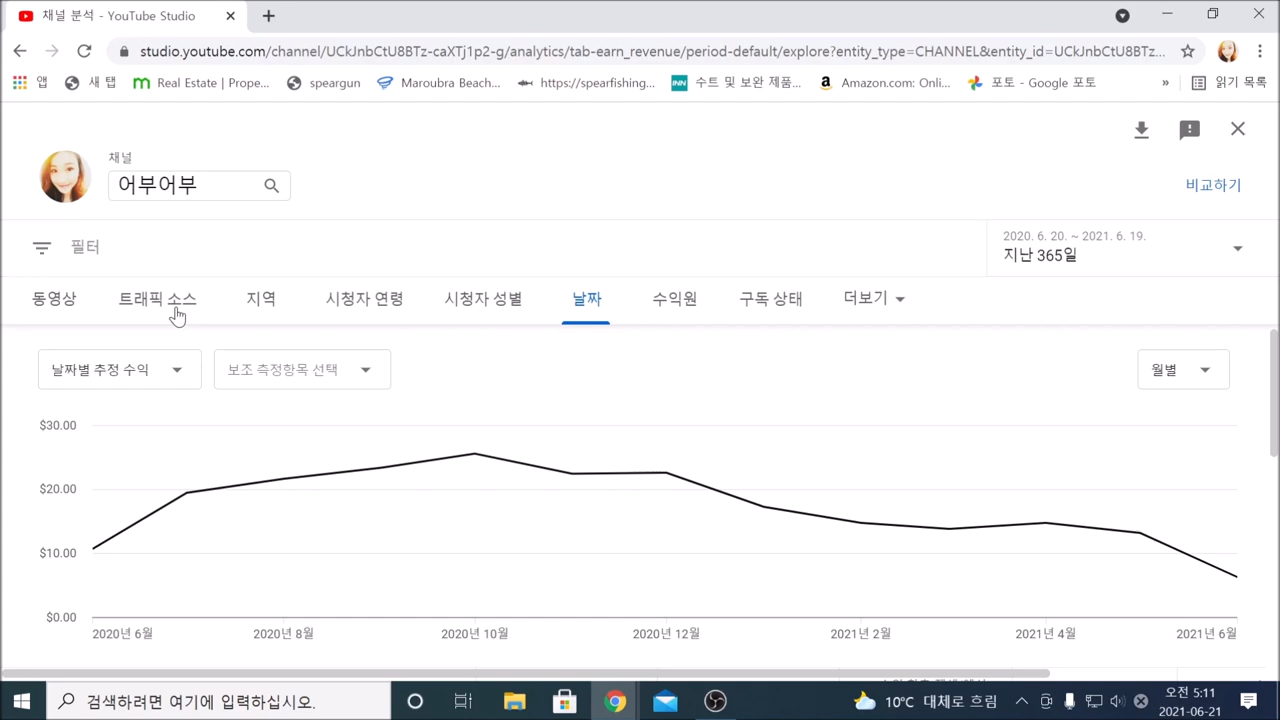 채널 분석 - YouTube Studio
studio.youtube.com/channel/UCkJnbCtU8BTz-caXTj1p2-g/analytics/tab-earn_revenue/period-default/explore?entity_type=CHANNEL&entity_id=UCkJnbCtU8BTz...
앱 새 탭 Real Estate | Prope... speargun Maroubra Beach... https://spearfishing... INN 수트 및 보완 제품... a Amazon.com: Onli... 포토 - Google 포토 » 읽기 목록
채널
어부어부
비교하기
필터
2020. 6. 20. ~ 2021. 6. 19.
지난 365일
동영상 트래픽 소스 지역 시청자 연령 시청자 성별 날짜 수익원 구독 상태 더보기
날짜별 추정 수익 보조 측정항목 선택 월별
$30.00
$20.00
$10.00
$0.00
2020년 6월 2020년 8월 2020년 10월 2020년 12월 2021년 2월 2021년 4월 2021년 6월
검색하려면 여기에 입력하십시오.
10℃ 대체로 흐림
오전 5:11
2021-06-21